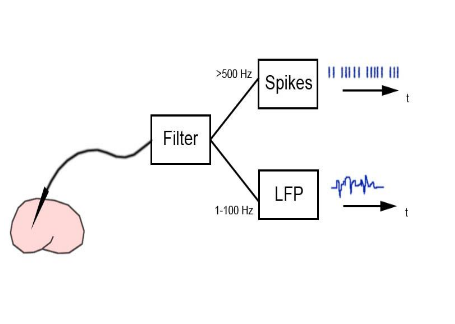 >500 Hz
Spikes
t
Filter
LFP
1-100 Hz
t